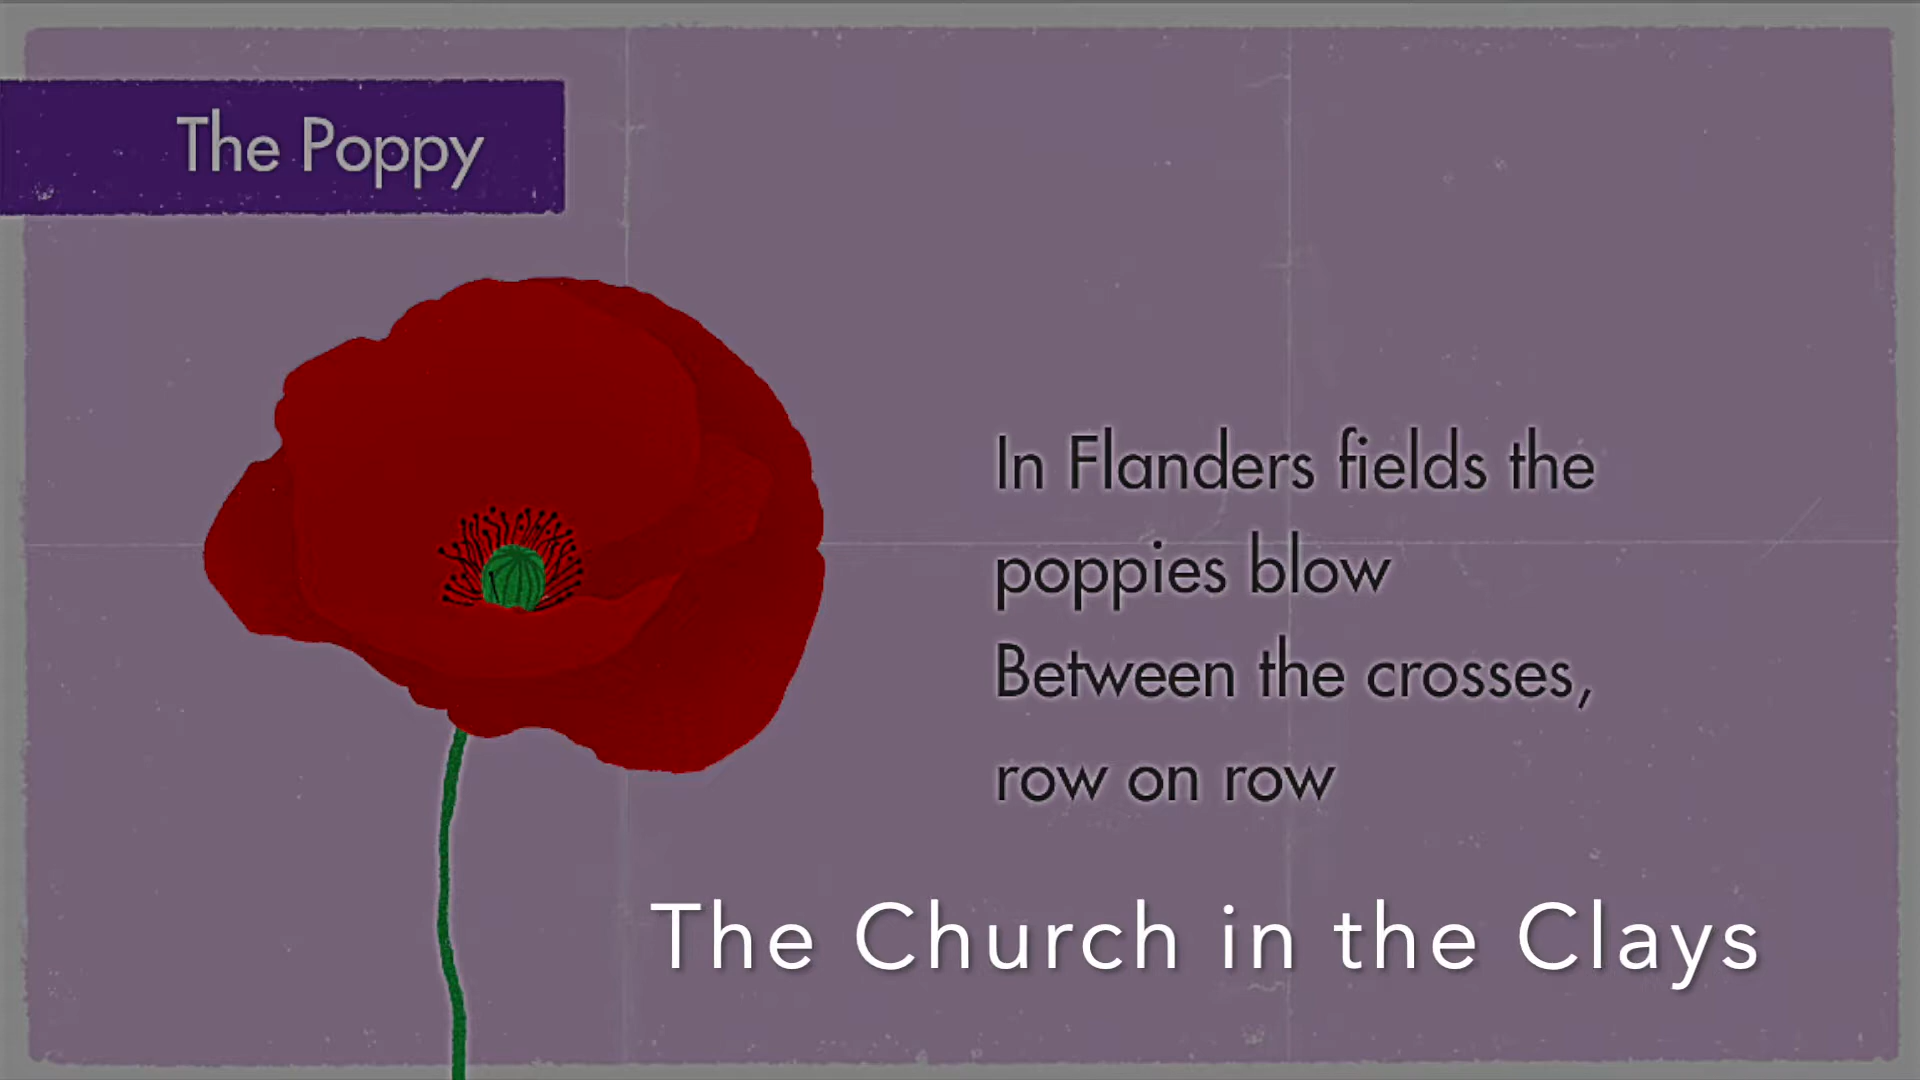 The Poppy
In Flanders fields the
poppies blow
Between the crosses,
row on row
The Church in the Clays